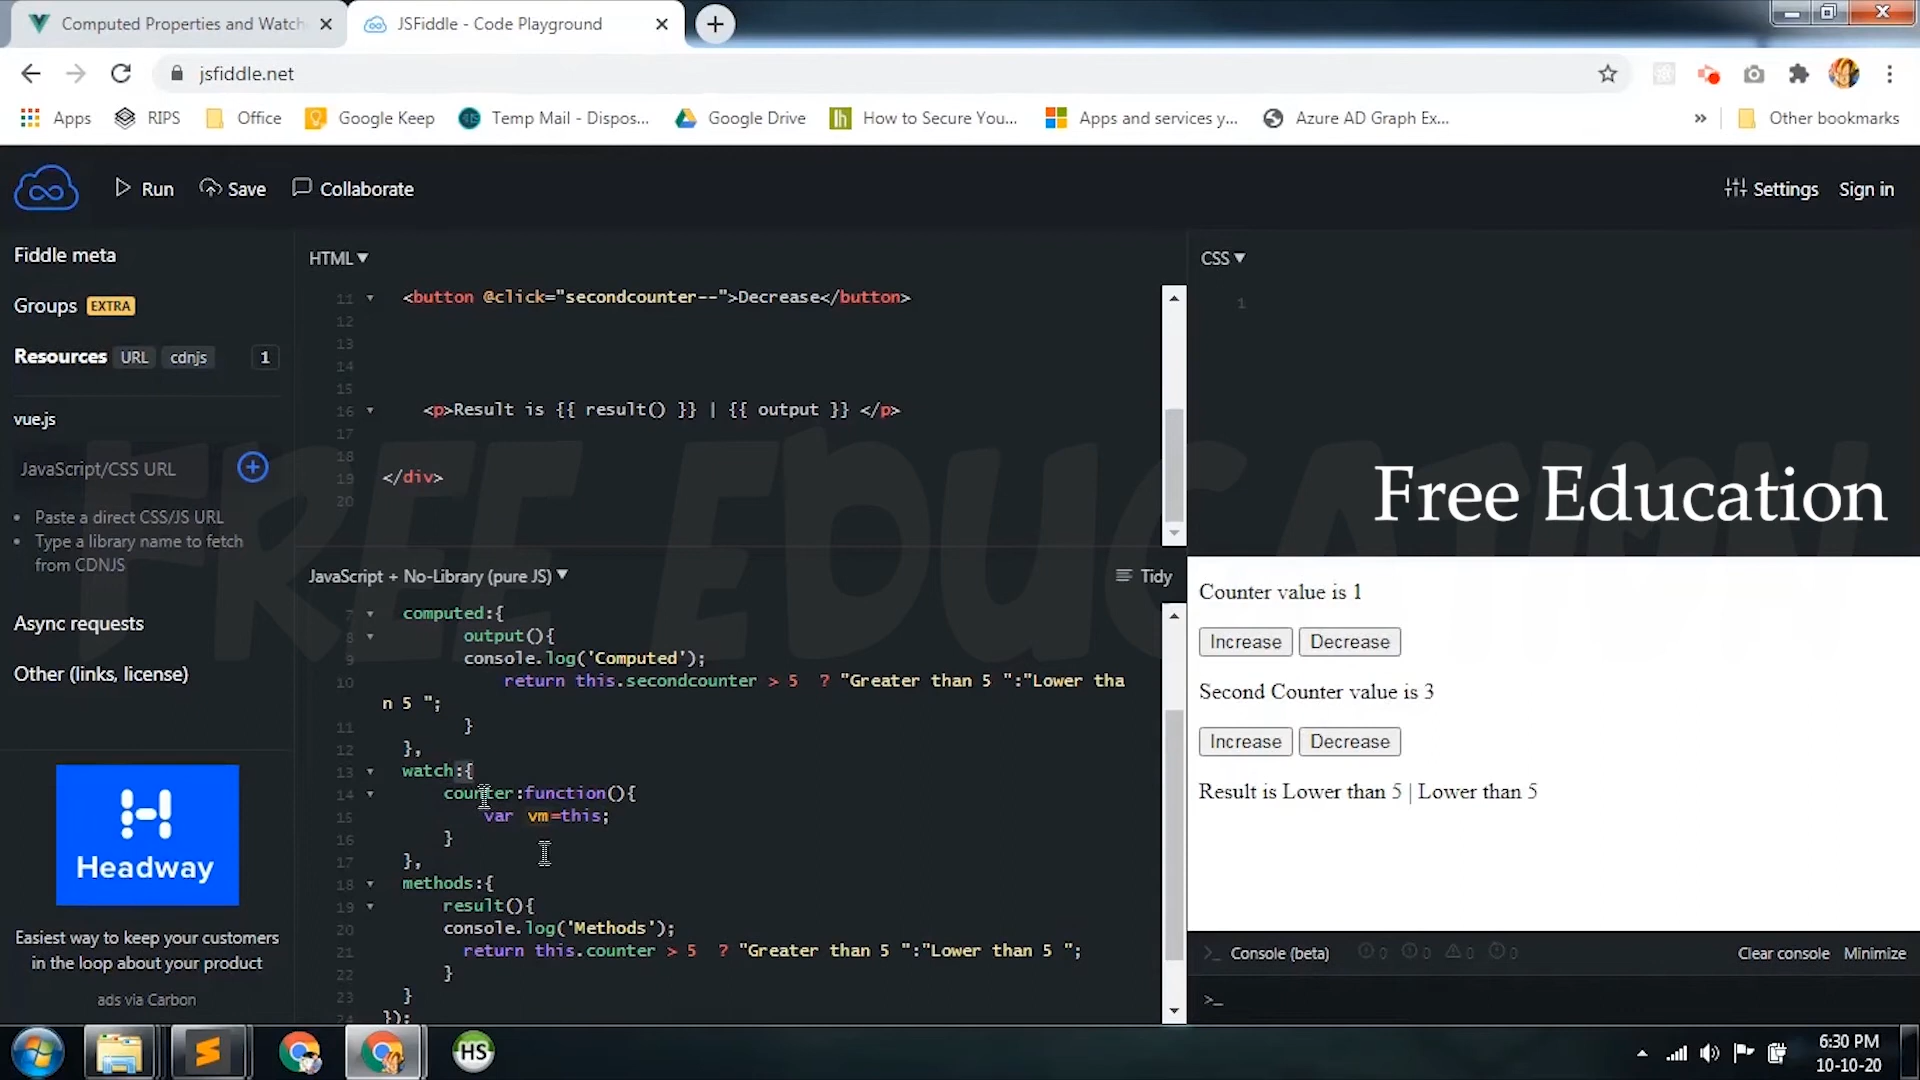 Computed Properties and Watch
JSFiddle - Code Playground
jsfiddle.net
Apps
RIPS
Office
Google Keep
Temp Mail - Dispos...
Google Drive
How to Secure You...
Apps and services y...
Azure AD Graph Ex...
»
Other bookmarks
Run
Save
Collaborate
Settings
Sign in
Fiddle meta
Groups EXTRA
Resources URL cdnjs 1
vue.js
JavaScript/CSS URL
• Paste a direct CSS/JS URL
• Type a library name to fetch
from CDNJS
Async requests
Other (links, license)
Headway
Easiest way to keep your customers
in the loop about your product
ads via Carbon
HTML ▼
11 <button @click="secondcounter--">Decrease</button>
12
13
14
15
16 <p>Result is {{ result() }} | {{ output }} </p>
17
18
19 </div>
20
JavaScript + No-Library (pure JS) ▼
Tidy
7 computed:{
8 output(){
9 console.log('Computed');
10 return this.secondcounter > 5 ? "Greater than 5 ":"Lower tha
n 5 ";
11 }
12 },
13 watch:{
14 counter:function(){
15 var vm=this;
16 }
17 },
18 methods:{
19 result(){
20 console.log('Methods');
21 return this.counter > 5 ? "Greater than 5 ":"Lower than 5 ";
22 }
23 }
24 });
CSS ▼
1
FREE EDUCATION
Free Education
Counter value is 1
Increase Decrease
Second Counter value is 3
Increase Decrease
Result is Lower than 5 | Lower than 5
>_ Console (beta) 0 0 0 0
Clear console Minimize
>_
HS
6:30 PM
10-10-20